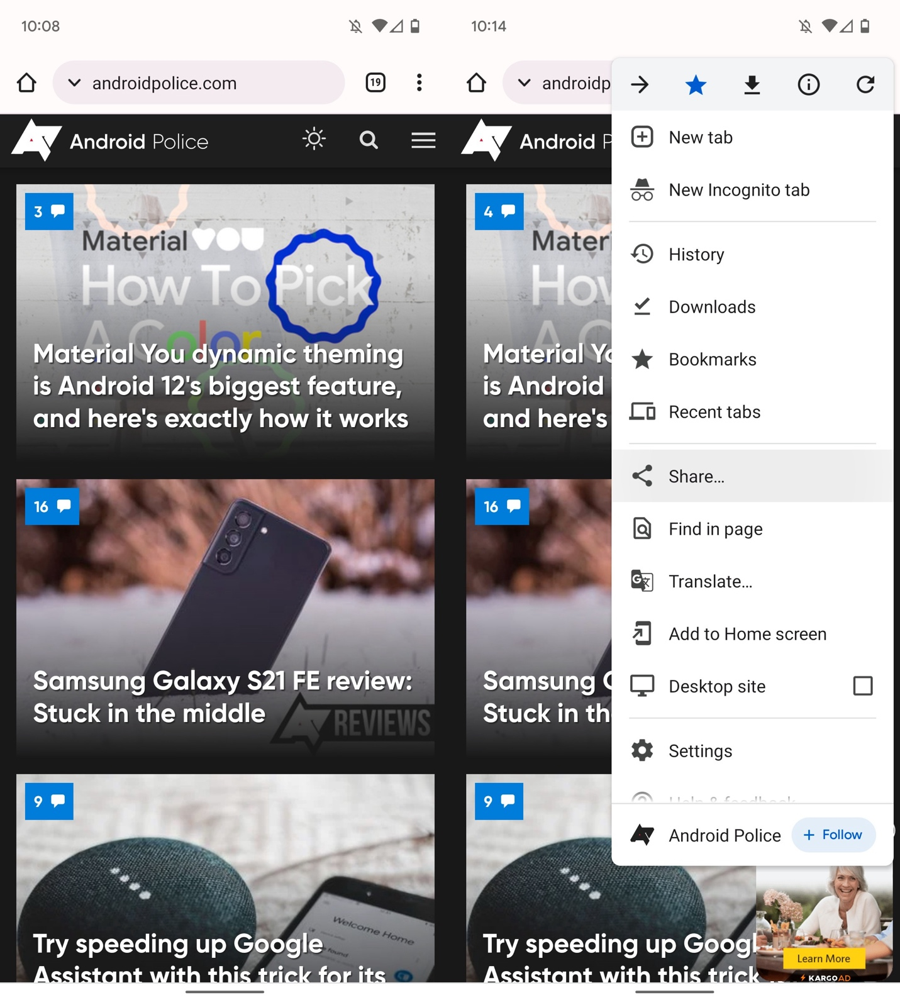 10:08
androidpolice.com
19
Android Police
3
Material YOU
How To Pick
A Color
Material You dynamic theming
is Android 12's biggest feature,
and here's exactly how it works
16
Samsung Galaxy S21 FE review:
Stuck in the middle
REVIEWS
9
Welcome Home
found
Try speeding up Google
Assistant with this trick for its
10:14
androidp
Android P
4
Mater
How
A C
Material Yo
is Android
and here's
16
Samsung G
Stuck in th
9
Try speeding up Googl
Assistant with this trick
New tab
New Incognito tab
History
Downloads
Bookmarks
Recent tabs
Share...
Find in page
Translate...
Add to Home screen
Desktop site
Settings
Help & feedback
Android Police
+ Follow
Learn More
KARGO AD